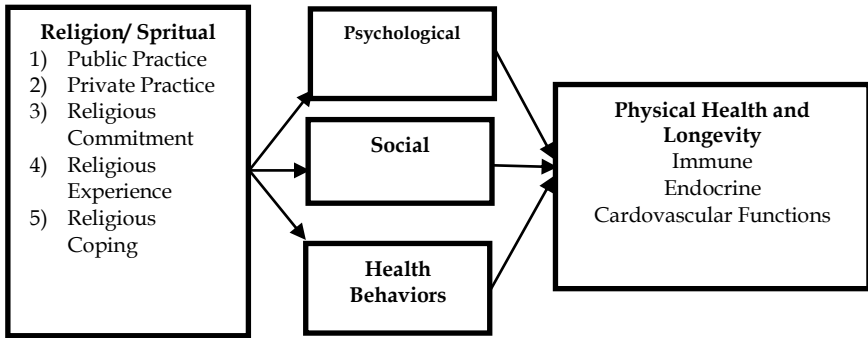 Religion/ Spritual
1) Public Practice
2) Private Practice
3) Religious
Commitment
4) Religious
Experience
5) Religious
Coping
Psychological
Social
Health
Behaviors
Physical Health and
Longevity
Immune
Endocrine
Cardovascular Functions